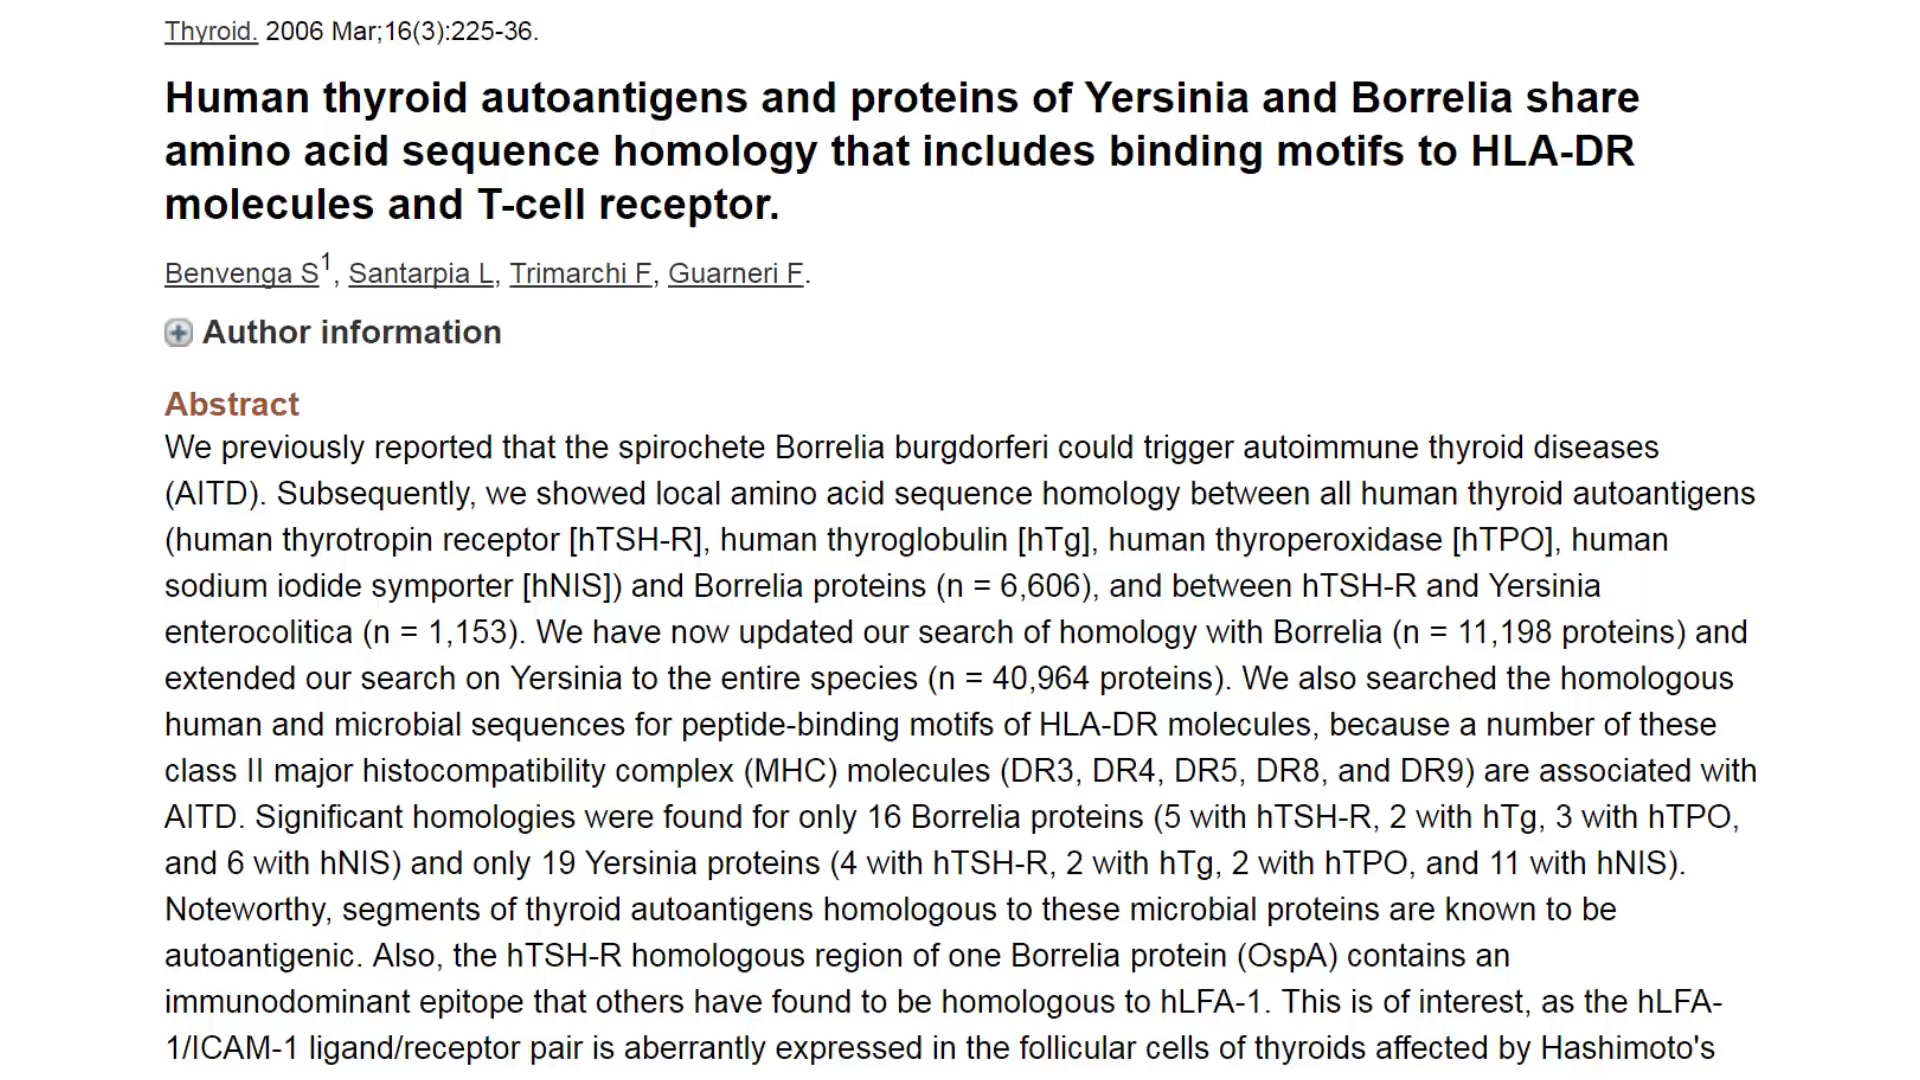 Thyroid. 2006 Mar;16(3):225-36.
Human thyroid autoantigens and proteins of Yersinia and Borrelia share
amino acid sequence homology that includes binding motifs to HLA-DR
molecules and T-cell receptor.
Benvenga S1, Santarpia L, Trimarchi F, Guarneri F.
Author information
Abstract
We previously reported that the spirochete Borrelia burgdorferi could trigger autoimmune thyroid diseases
(AITD). Subsequently, we showed local amino acid sequence homology between all human thyroid autoantigens
(human thyrotropin receptor [hTSH-R], human thyroglobulin [hTg], human thyroperoxidase [hTPO], human
sodium iodide symporter [hNIS]) and Borrelia proteins (n = 6,606), and between hTSH-R and Yersinia
enterocolitica (n = 1,153). We have now updated our search of homology with Borrelia (n = 11,198 proteins) and
extended our search on Yersinia to the entire species (n = 40,964 proteins). We also searched the homologous
human and microbial sequences for peptide-binding motifs of HLA-DR molecules, because a number of these
class II major histocompatibility complex (MHC) molecules (DR3, DR4, DR5, DR8, and DR9) are associated with
AITD. Significant homologies were found for only 16 Borrelia proteins (5 with hTSH-R, 2 with hTg, 3 with hTPO,
and 6 with hNIS) and only 19 Yersinia proteins (4 with hTSH-R, 2 with hTg, 2 with hTPO, and 11 with hNIS).
Noteworthy, segments of thyroid autoantigens homologous to these microbial proteins are known to be
autoantigenic. Also, the hTSH-R homologous region of one Borrelia protein (OspA) contains an
immunodominant epitope that others have found to be homologous to hLFA-1. This is of interest, as the hLFA-
1/ICAM-1 ligand/receptor pair is aberrantly expressed in the follicular cells of thyroids affected by Hashimoto's